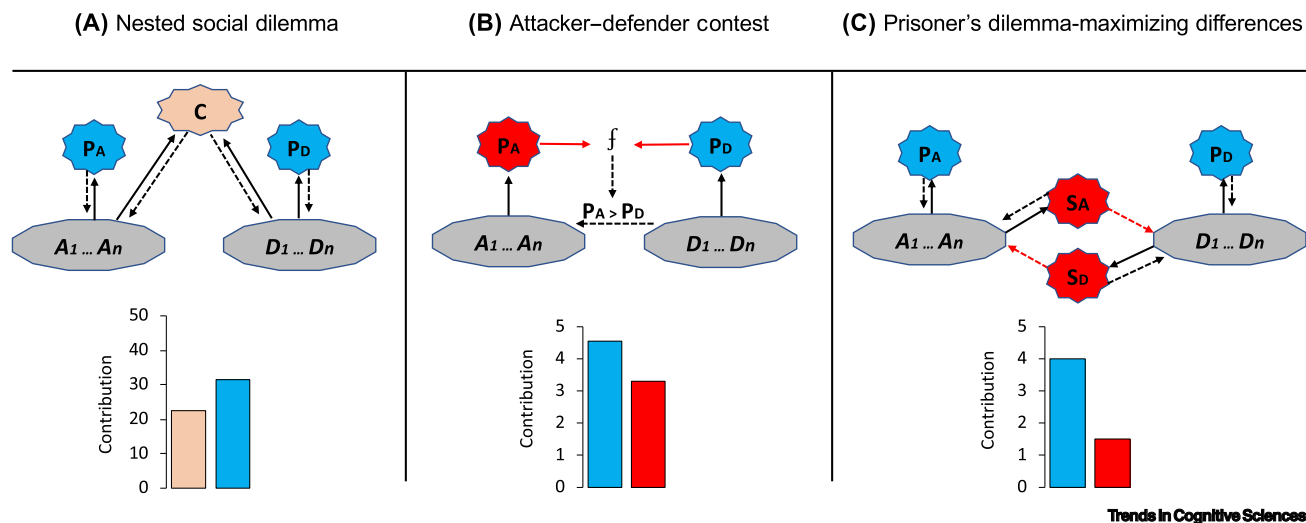 (A) Nested social dilemma
(B) Attacker–defender contest
(C) Prisoner's dilemma-maximizing differences
C
PA
PD
A1 ... An
D1 ... Dn
PA
⨍
PD
PA > PD
A1 ... An
D1 ... Dn
PA
PD
SA
A1 ... An
D1 ... Dn
SD
Contribution
50
40
30
20
10
0
Contribution
5
4
3
2
1
0
Contribution
5
4
3
2
1
0
Trends in Cognitive Sciences